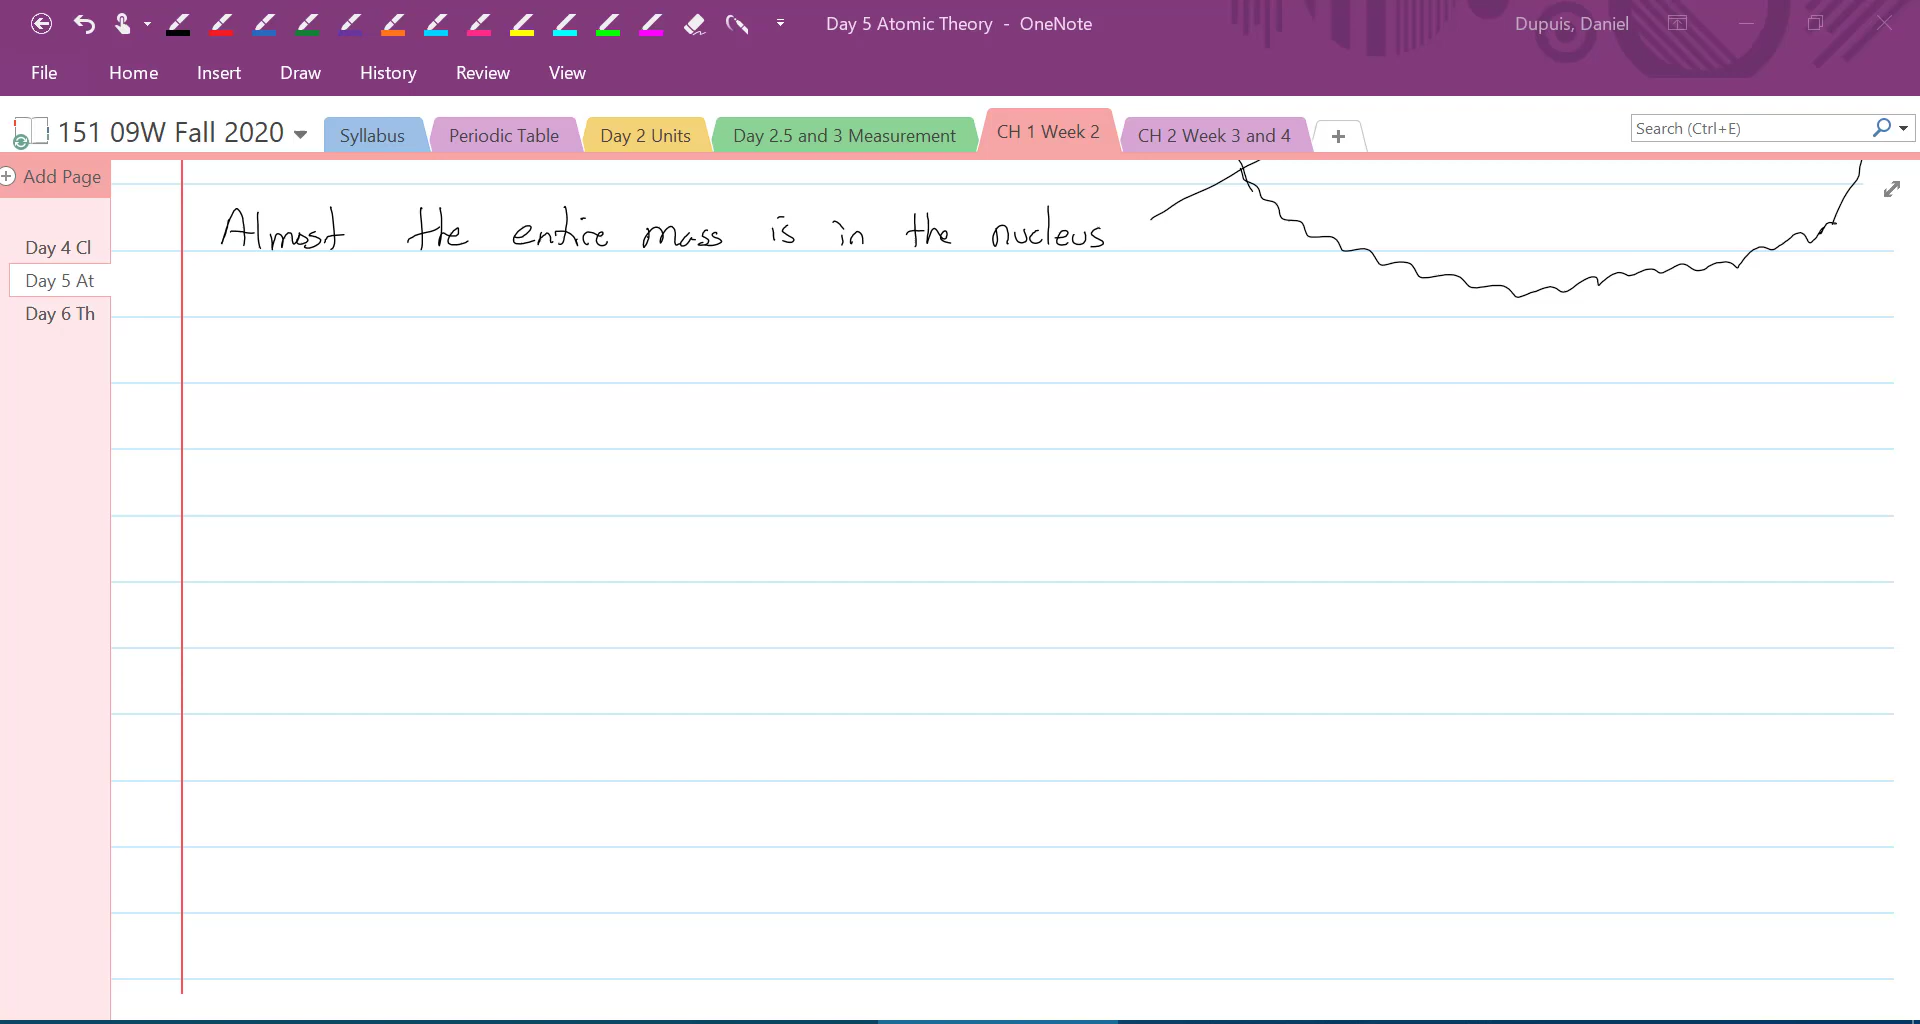 Day 5 Atomic Theory - OneNote
Dupuis, Daniel
File Home Insert Draw History Review View
151 09W Fall 2020
Syllabus Periodic Table Day 2 Units Day 2.5 and 3 Measurement CH 1 Week 2 CH 2 Week 3 and 4 +
Search (Ctrl+E)
Add Page
Day 4 Cl
Day 5 At
Day 6 Th
Almost the entire mass is in the nucleus